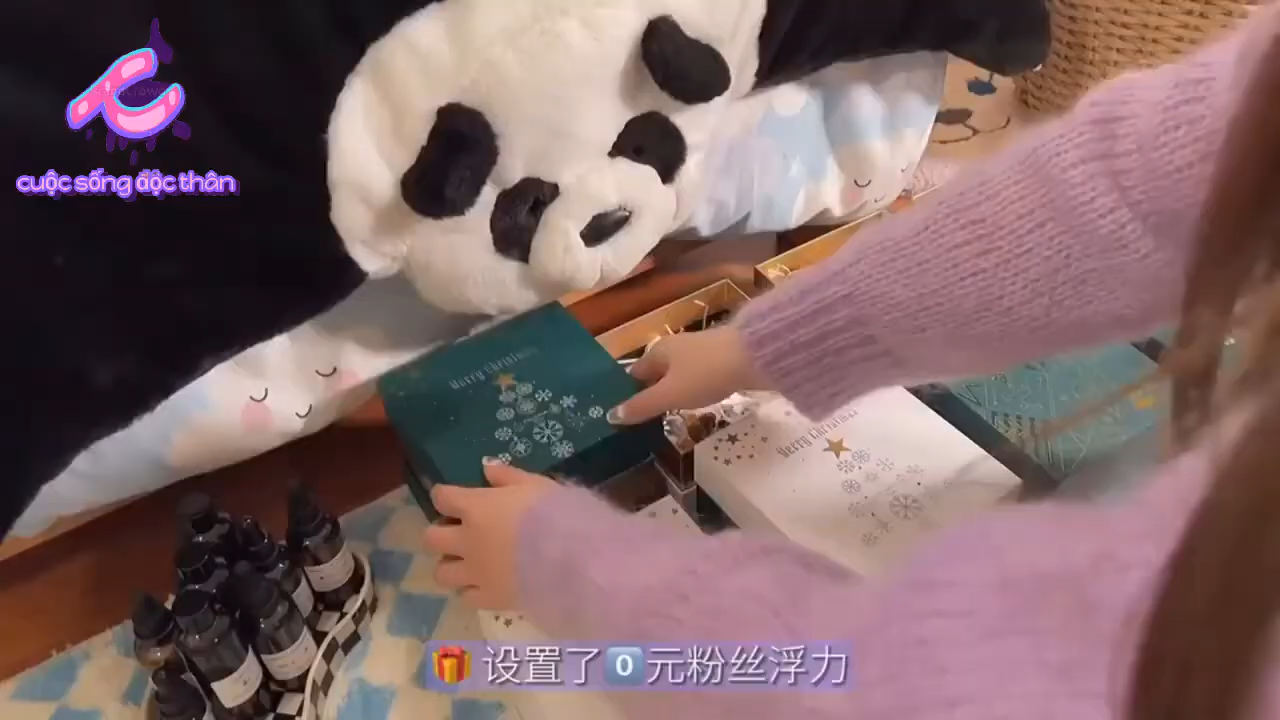 cuộc sống độc thân
Merry Christmas
Merry Christmas
🎁 设置了0️⃣元粉丝浮力